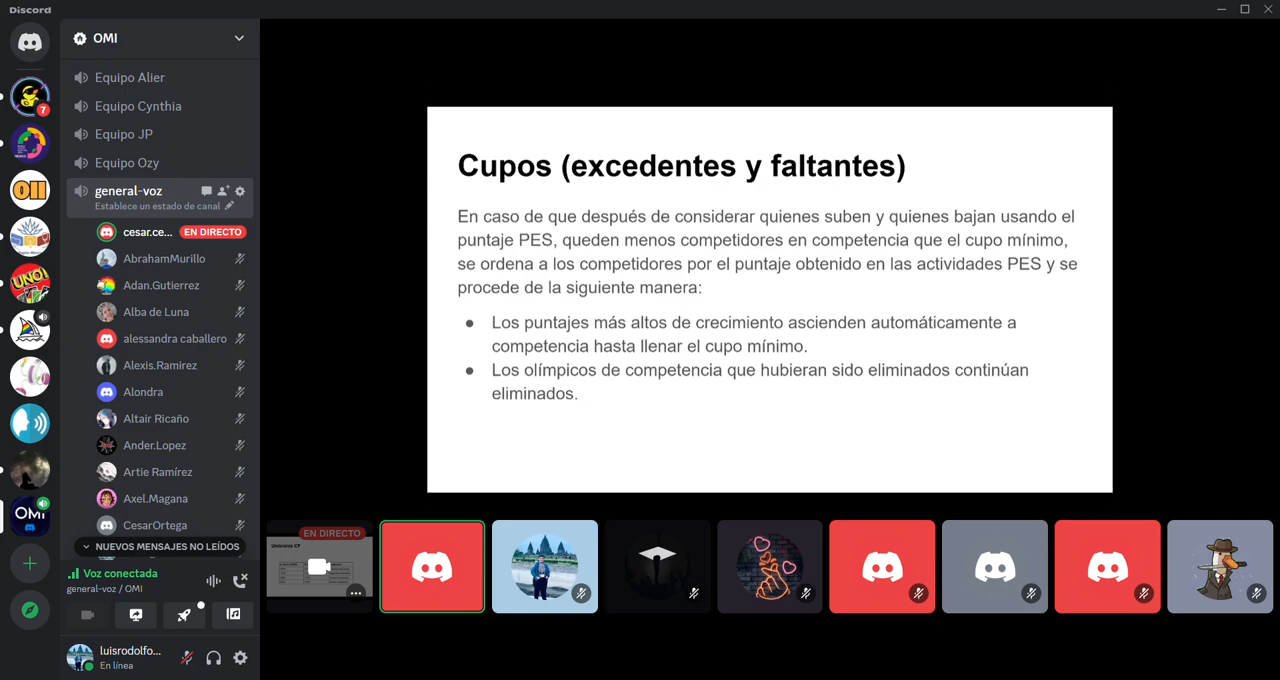 Discord
OMI
Equipo Alier
Equipo Cynthia
Equipo JP
Equipo Ozy
general-voz
Establece un estado de canal
cesar.ce... EN DIRECTO
AbrahamMurillo
Adan.Gutierrez
Alba de Luna
alessandra caballero
Alexis.Ramirez
Alondra
Altair Ricaño
Ander.Lopez
Artie Ramírez
Axel.Magana
CesarOrtega
NUEVOS MENSAJES NO LEÍDOS
Voz conectada
general-voz / OMI
luisrodolfo...
En línea
7
OII
UNO!
OMI
Cupos (excedentes y faltantes)
En caso de que después de considerar quienes suben y quienes bajan usando el
puntaje PES, queden menos competidores en competencia que el cupo mínimo,
se ordena a los competidores por el puntaje obtenido en las actividades PES y se
procede de la siguiente manera:
● Los puntajes más altos de crecimiento ascienden automáticamente a
competencia hasta llenar el cupo mínimo.
● Los olímpicos de competencia que hubieran sido eliminados continúan
eliminados.
EN DIRECTO
Umbrales CF